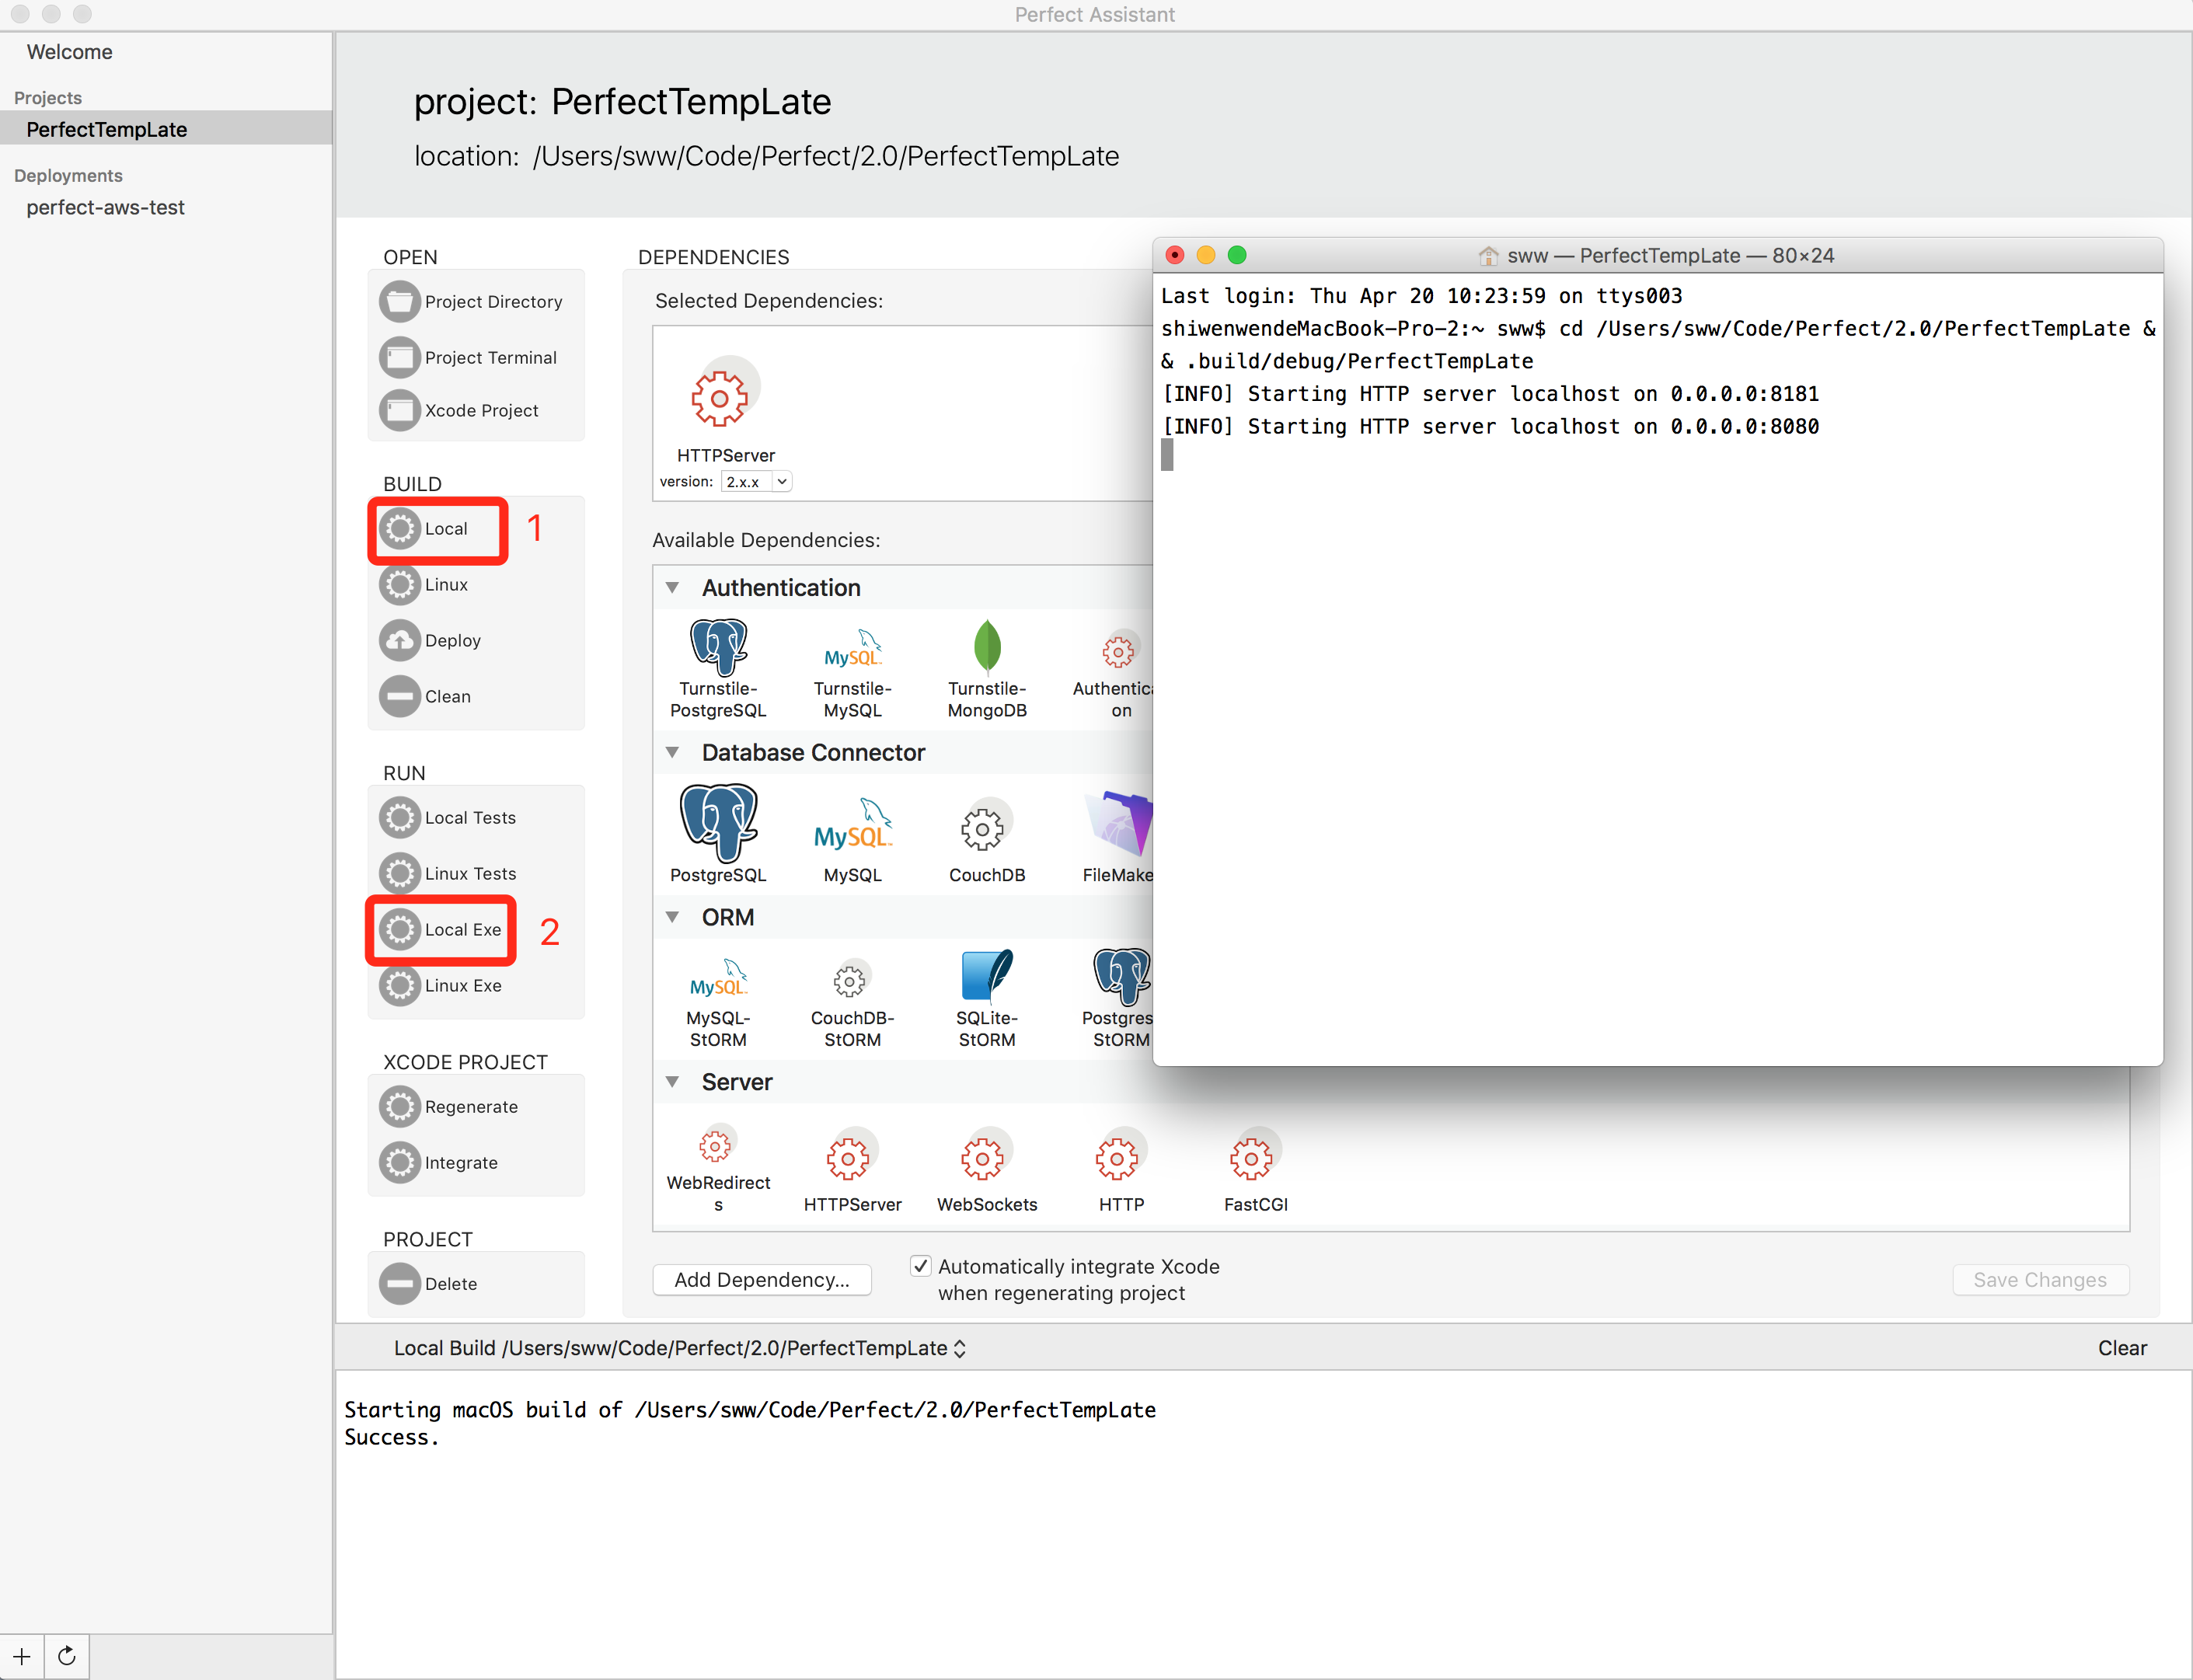 Perfect Assistant
Welcome
Projects
PerfectTempLate
Deployments
perfect-aws-test
project: PerfectTempLate
location: /Users/sww/Code/Perfect/2.0/PerfectTempLate
OPEN
Project Directory
Project Terminal
Xcode Project
BUILD
Local
1
Linux
Deploy
Clean
RUN
Local Tests
Linux Tests
Local Exe
2
Linux Exe
XCODE PROJECT
Regenerate
Integrate
PROJECT
Delete
DEPENDENCIES
Selected Dependencies:
HTTPServer
version: 2.x.x
Available Dependencies:
Authentication
MySQL
Turnstile-
PostgreSQL
Turnstile-
MySQL
Turnstile-
MongoDB
Authentica
on
Database Connector
MySQL
PostgreSQL
MySQL
CouchDB
FileMake
ORM
MySQL
MySQL-
StORM
CouchDB-
StORM
SQLite-
StORM
Postgres
StORM
Server
WebRedirect
s
HTTPServer
WebSockets
HTTP
FastCGI
Add Dependency...
Automatically integrate Xcode
when regenerating project
Save Changes
sww — PerfectTempLate — 80×24
Last login: Thu Apr 20 10:23:59 on ttys003
shiwenwendeMacBook-Pro-2:~ sww$ cd /Users/sww/Code/Perfect/2.0/PerfectTempLate &
& .build/debug/PerfectTempLate
[INFO] Starting HTTP server localhost on 0.0.0.0:8181
[INFO] Starting HTTP server localhost on 0.0.0.0:8080
Local Build /Users/sww/Code/Perfect/2.0/PerfectTempLate
Clear
Starting macOS build of /Users/sww/Code/Perfect/2.0/PerfectTempLate
Success.